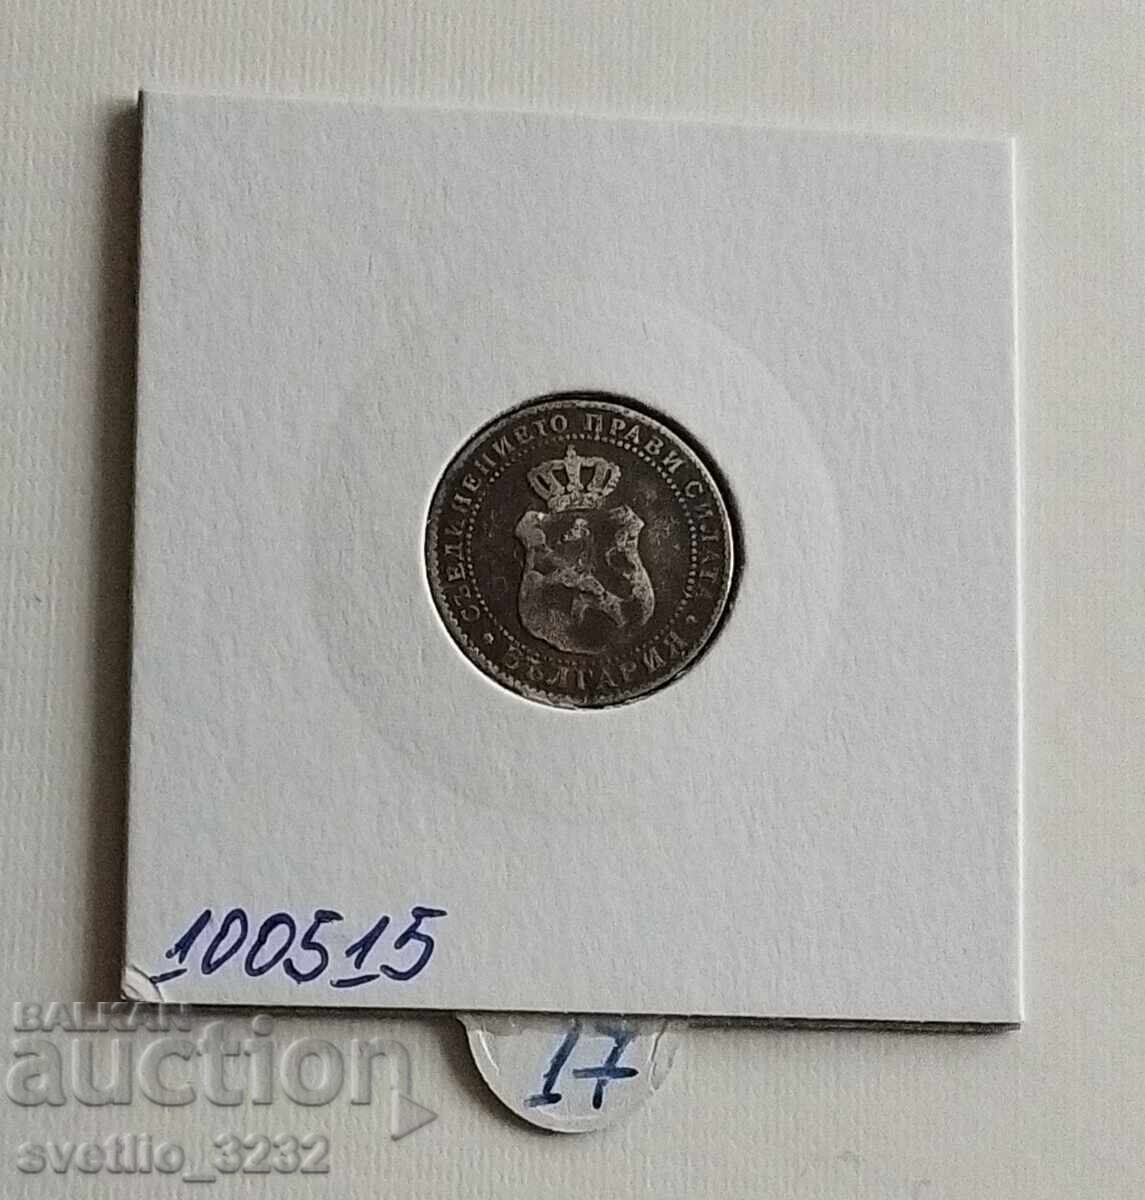 СЪЕДИНЕНИЕТО ПРАВИ СИЛАТА
* БЪЛГАРИЯ *
100515
17
BALKAN
auction
svetlio_3232